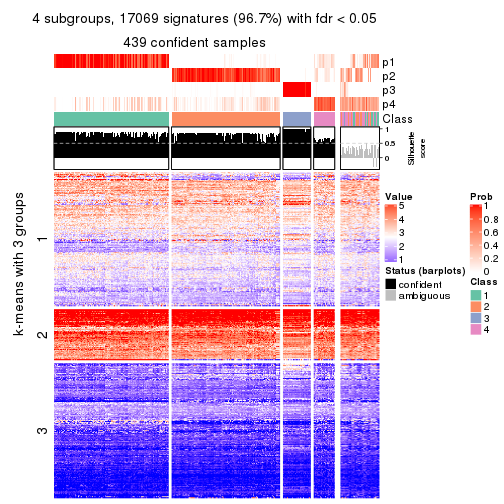 4 subgroups, 17069 signatures (96.7%) with fdr < 0.05
439 confident samples
p1
p2
p3
p4
Class
1
0.5
0
Silhouette
score
k-means with 3 groups
1
2
3
Value
5
4
3
2
1
Status (barplots)
confident
ambiguous
Prob
1
0.8
0.6
0.4
0.2
0
Class
1
2
3
4